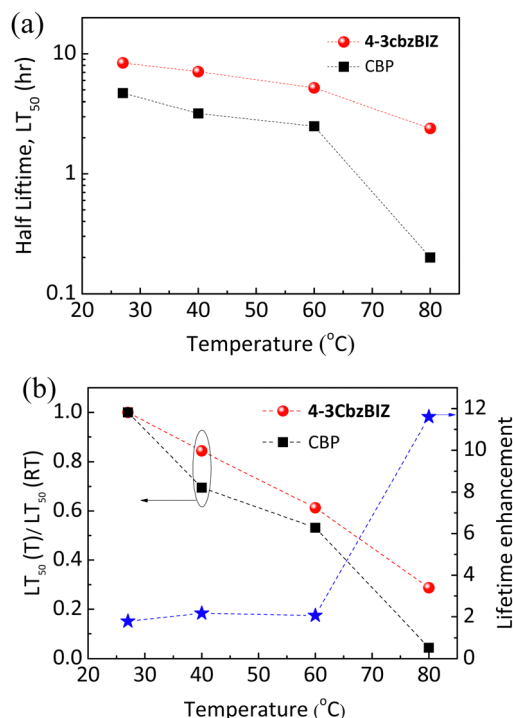 (a)
4-3cbzBIZ
CBP
10
1
0.1
Half Liftime, LT50 (hr)
20 30 40 50 60 70 80
Temperature (oC)
(b)
4-3CbzBIZ
CBP
1.0
0.8
0.6
0.4
0.2
0.0
LT50 (T)/ LT50 (RT)
12
10
8
6
4
2
0
Lifetime enhancement
20 30 40 50 60 70 80
Temperature (oC)